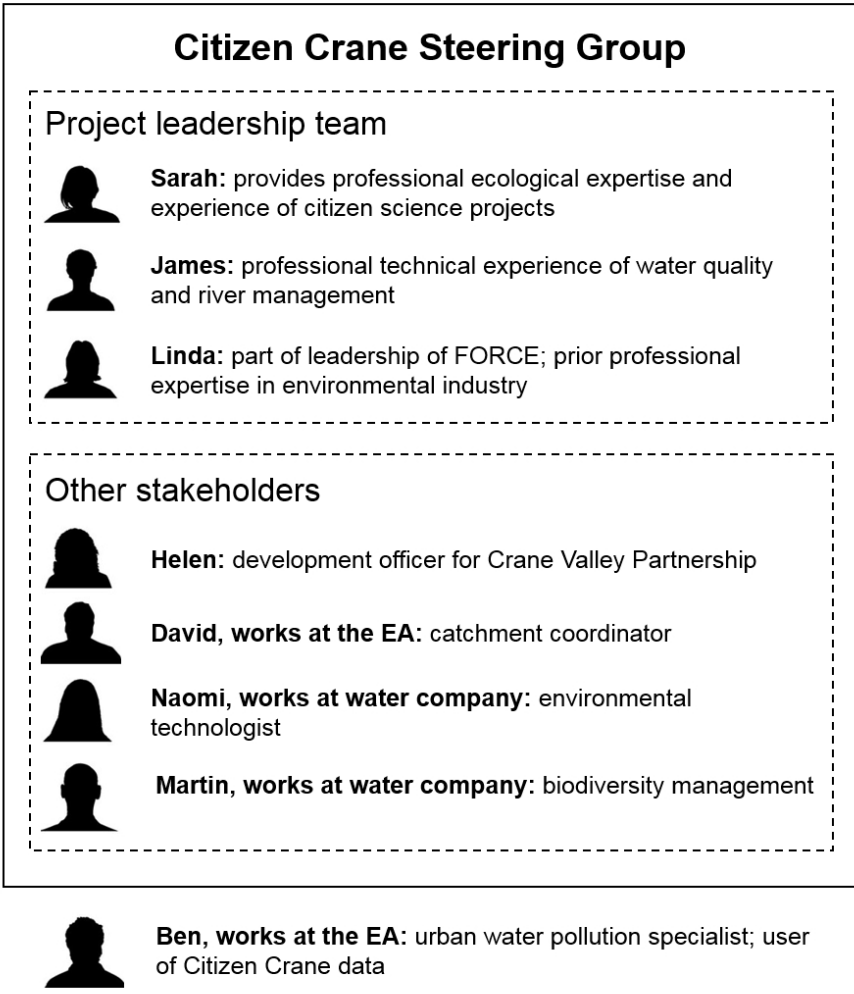 Citizen Crane Steering Group
Project leadership team
Sarah: provides professional ecological expertise and
experience of citizen science projects
James: professional technical experience of water quality
and river management
Linda: part of leadership of FORCE; prior professional
expertise in environmental industry
Other stakeholders
Helen: development officer for Crane Valley Partnership
David, works at the EA: catchment coordinator
Naomi, works at water company: environmental
technologist
Martin, works at water company: biodiversity management
Ben, works at the EA: urban water pollution specialist; user
of Citizen Crane data